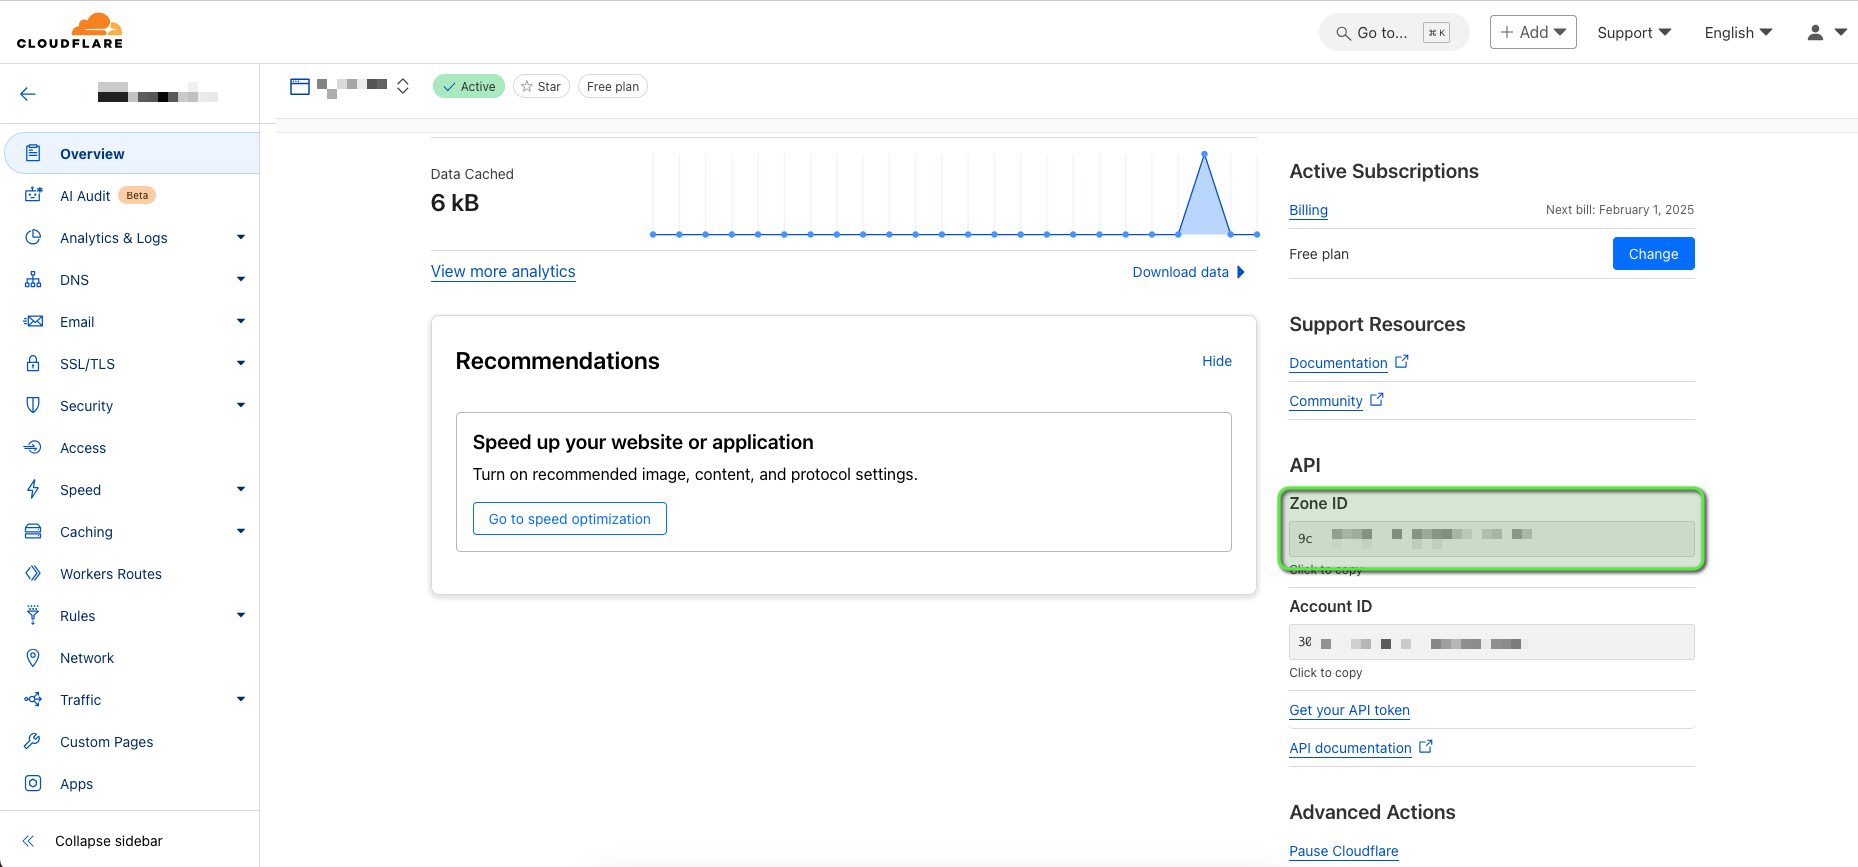 CLOUDFLARE
Go to...
⌘ K
+ Add
Support
English
Active
Star
Free plan
Overview
AI Audit Beta
Analytics & Logs
DNS
Email
SSL/TLS
Security
Access
Speed
Caching
Workers Routes
Rules
Network
Traffic
Custom Pages
Apps
Collapse sidebar
Data Cached
6 kB
View more analytics
Download data
Recommendations
Hide
Speed up your website or application
Turn on recommended image, content, and protocol settings.
Go to speed optimization
Active Subscriptions
Billing
Next bill: February 1, 2025
Free plan
Change
Support Resources
Documentation
Community
API
Zone ID
9c
Click to copy
Account ID
30
Click to copy
Get your API token
API documentation
Advanced Actions
Pause Cloudflare